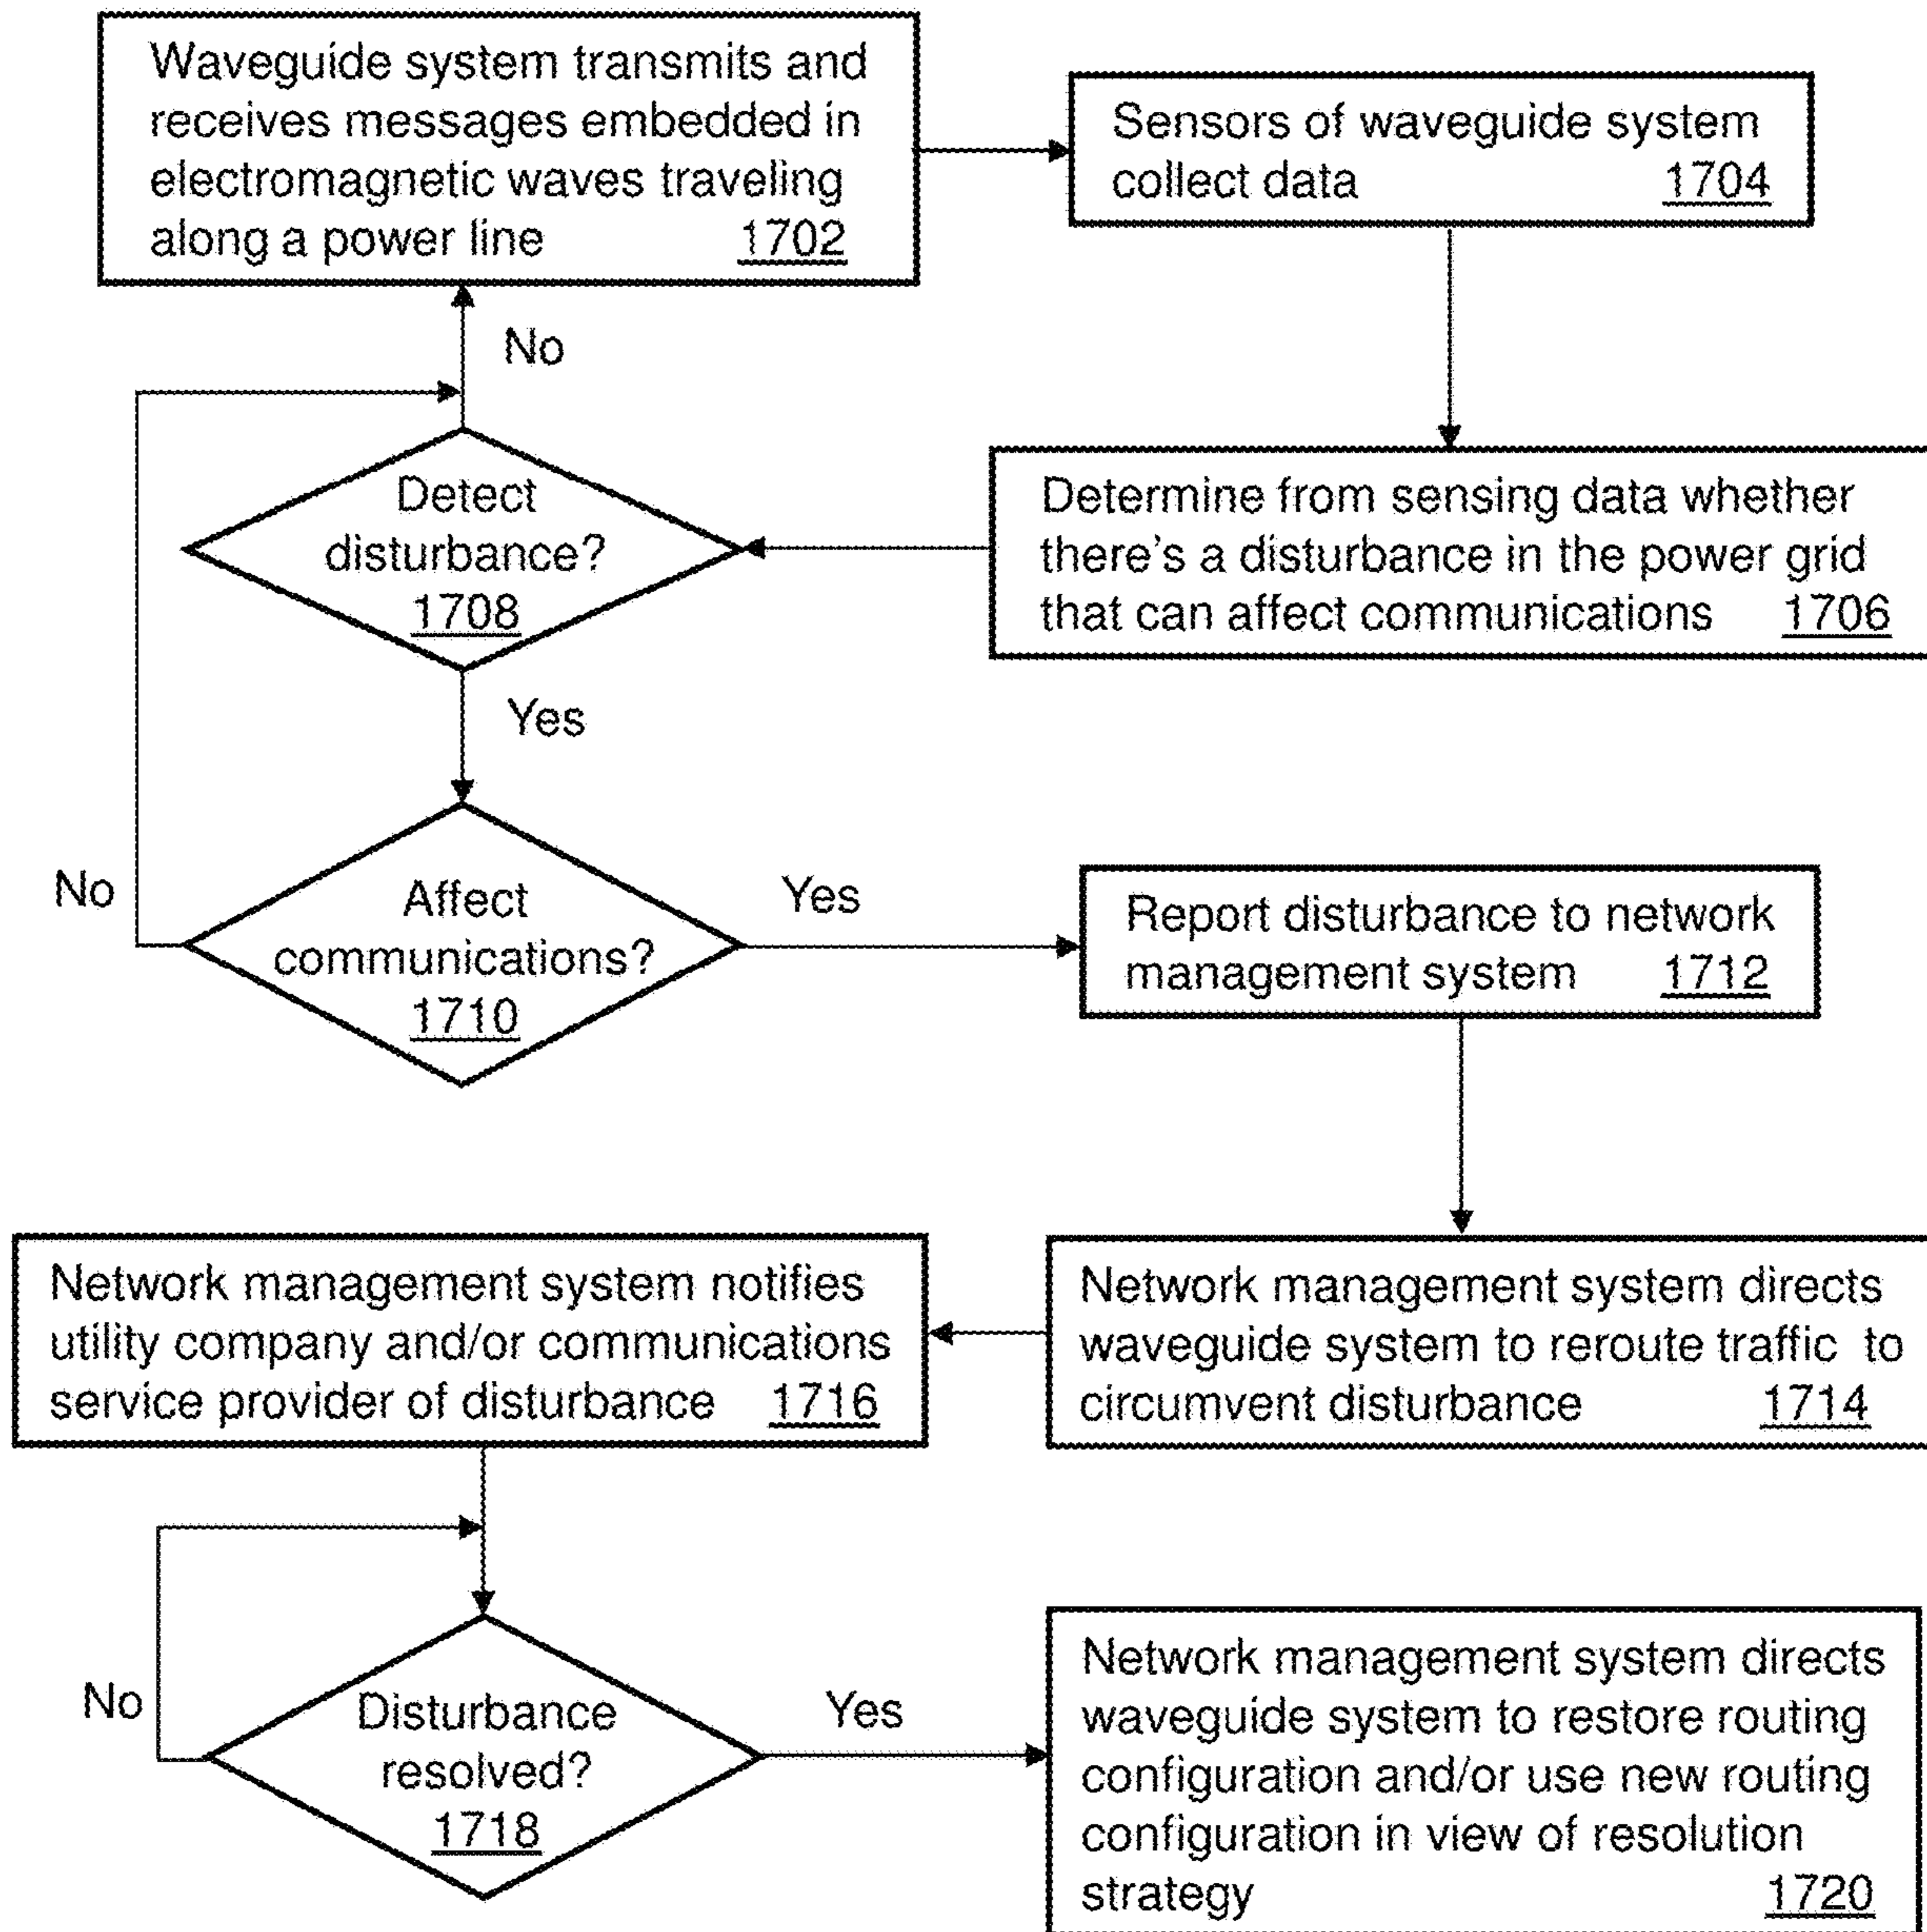 Waveguide system transmits and
receives messages embedded in
electromagnetic waves traveling
along a power line 1702
Sensors of waveguide system
collect data 1704
No
Detect
disturbance?
1708
Determine from sensing data whether
there's a disturbance in the power grid
that can affect communications 1706
Yes
No
Affect
communications?
1710
Yes
Report disturbance to network
management system 1712
Network management system notifies
utility company and/or communications
service provider of disturbance 1716
Network management system directs
waveguide system to reroute traffic to
circumvent disturbance 1714
No
Disturbance
resolved?
1718
Yes
Network management system directs
waveguide system to restore routing
configuration and/or use new routing
configuration in view of resolution
strategy 1720